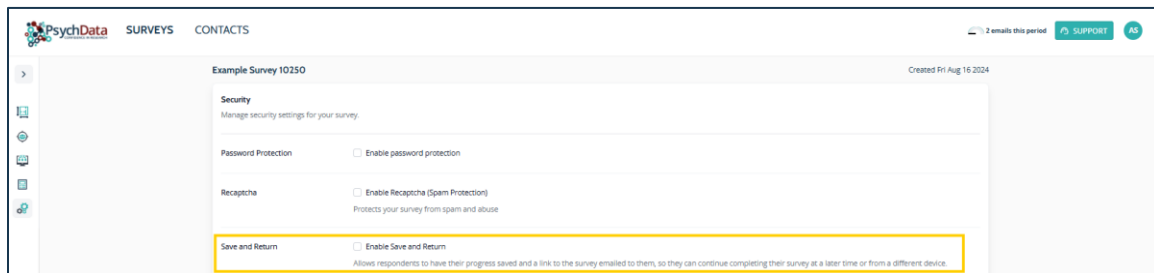 PsychData SURVEYS CONTACTS 2 emails this period SUPPORT AS
CONFIDENCE IN RESEARCH
Example Survey 10250 Created Fri Aug 16 2024
Security
Manage security settings for your survey.
Password Protection Enable password protection
Recaptcha Enable Recaptcha (Spam Protection)
Protects your survey from spam and abuse
Save and Return Enable Save and Return
Allows respondents to have their progress saved and a link to the survey emailed to them, so they can continue completing their survey at a later time or from a different device.